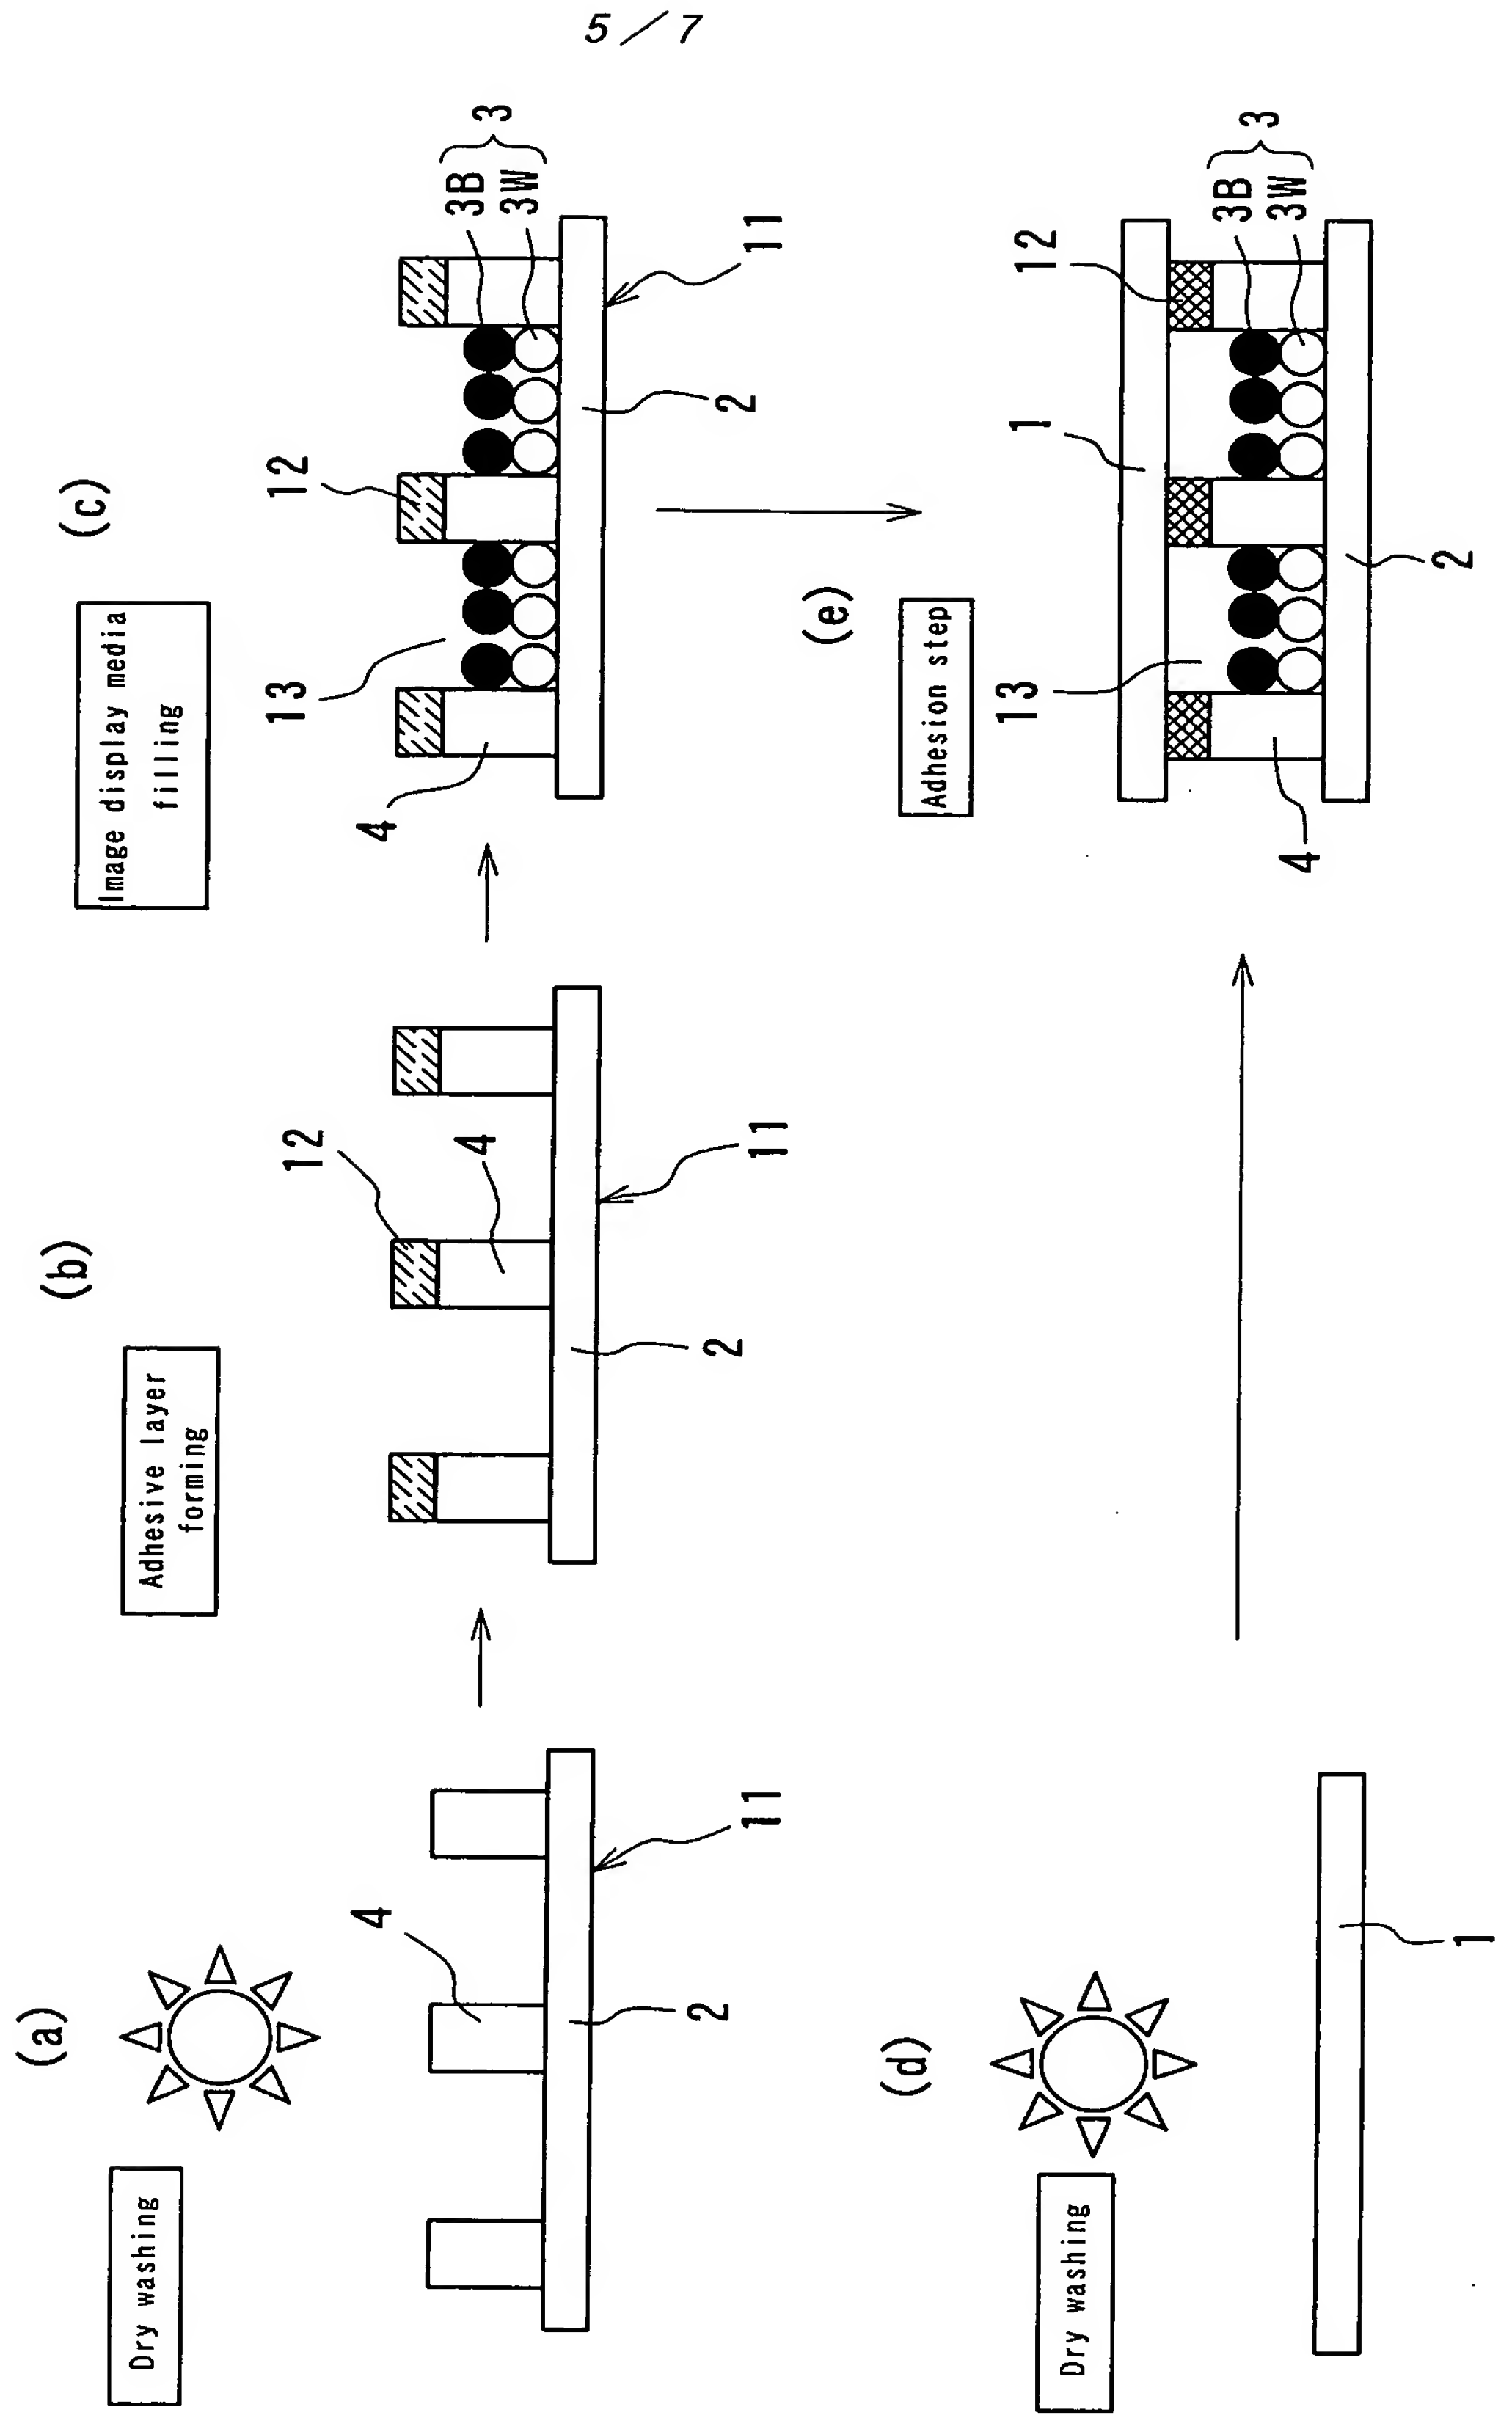 5/7
(a)
Dry washing
4
2
11
(b)
Adhesive layer
forming
12
4
2
11
(c)
Image display media
filling
12
13
4
3B
3W
3
2
11
(d)
Dry washing
1
(e)
Adhesion step
12
1
13
4
3B
3W
3
2